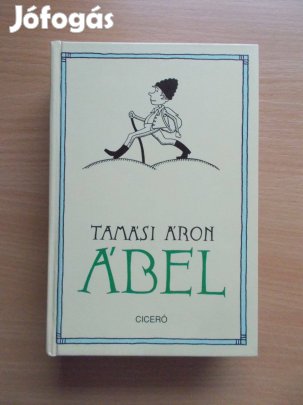 Jófogás
TAMÁSI ÁRON
ÁBEL
CICERÓ